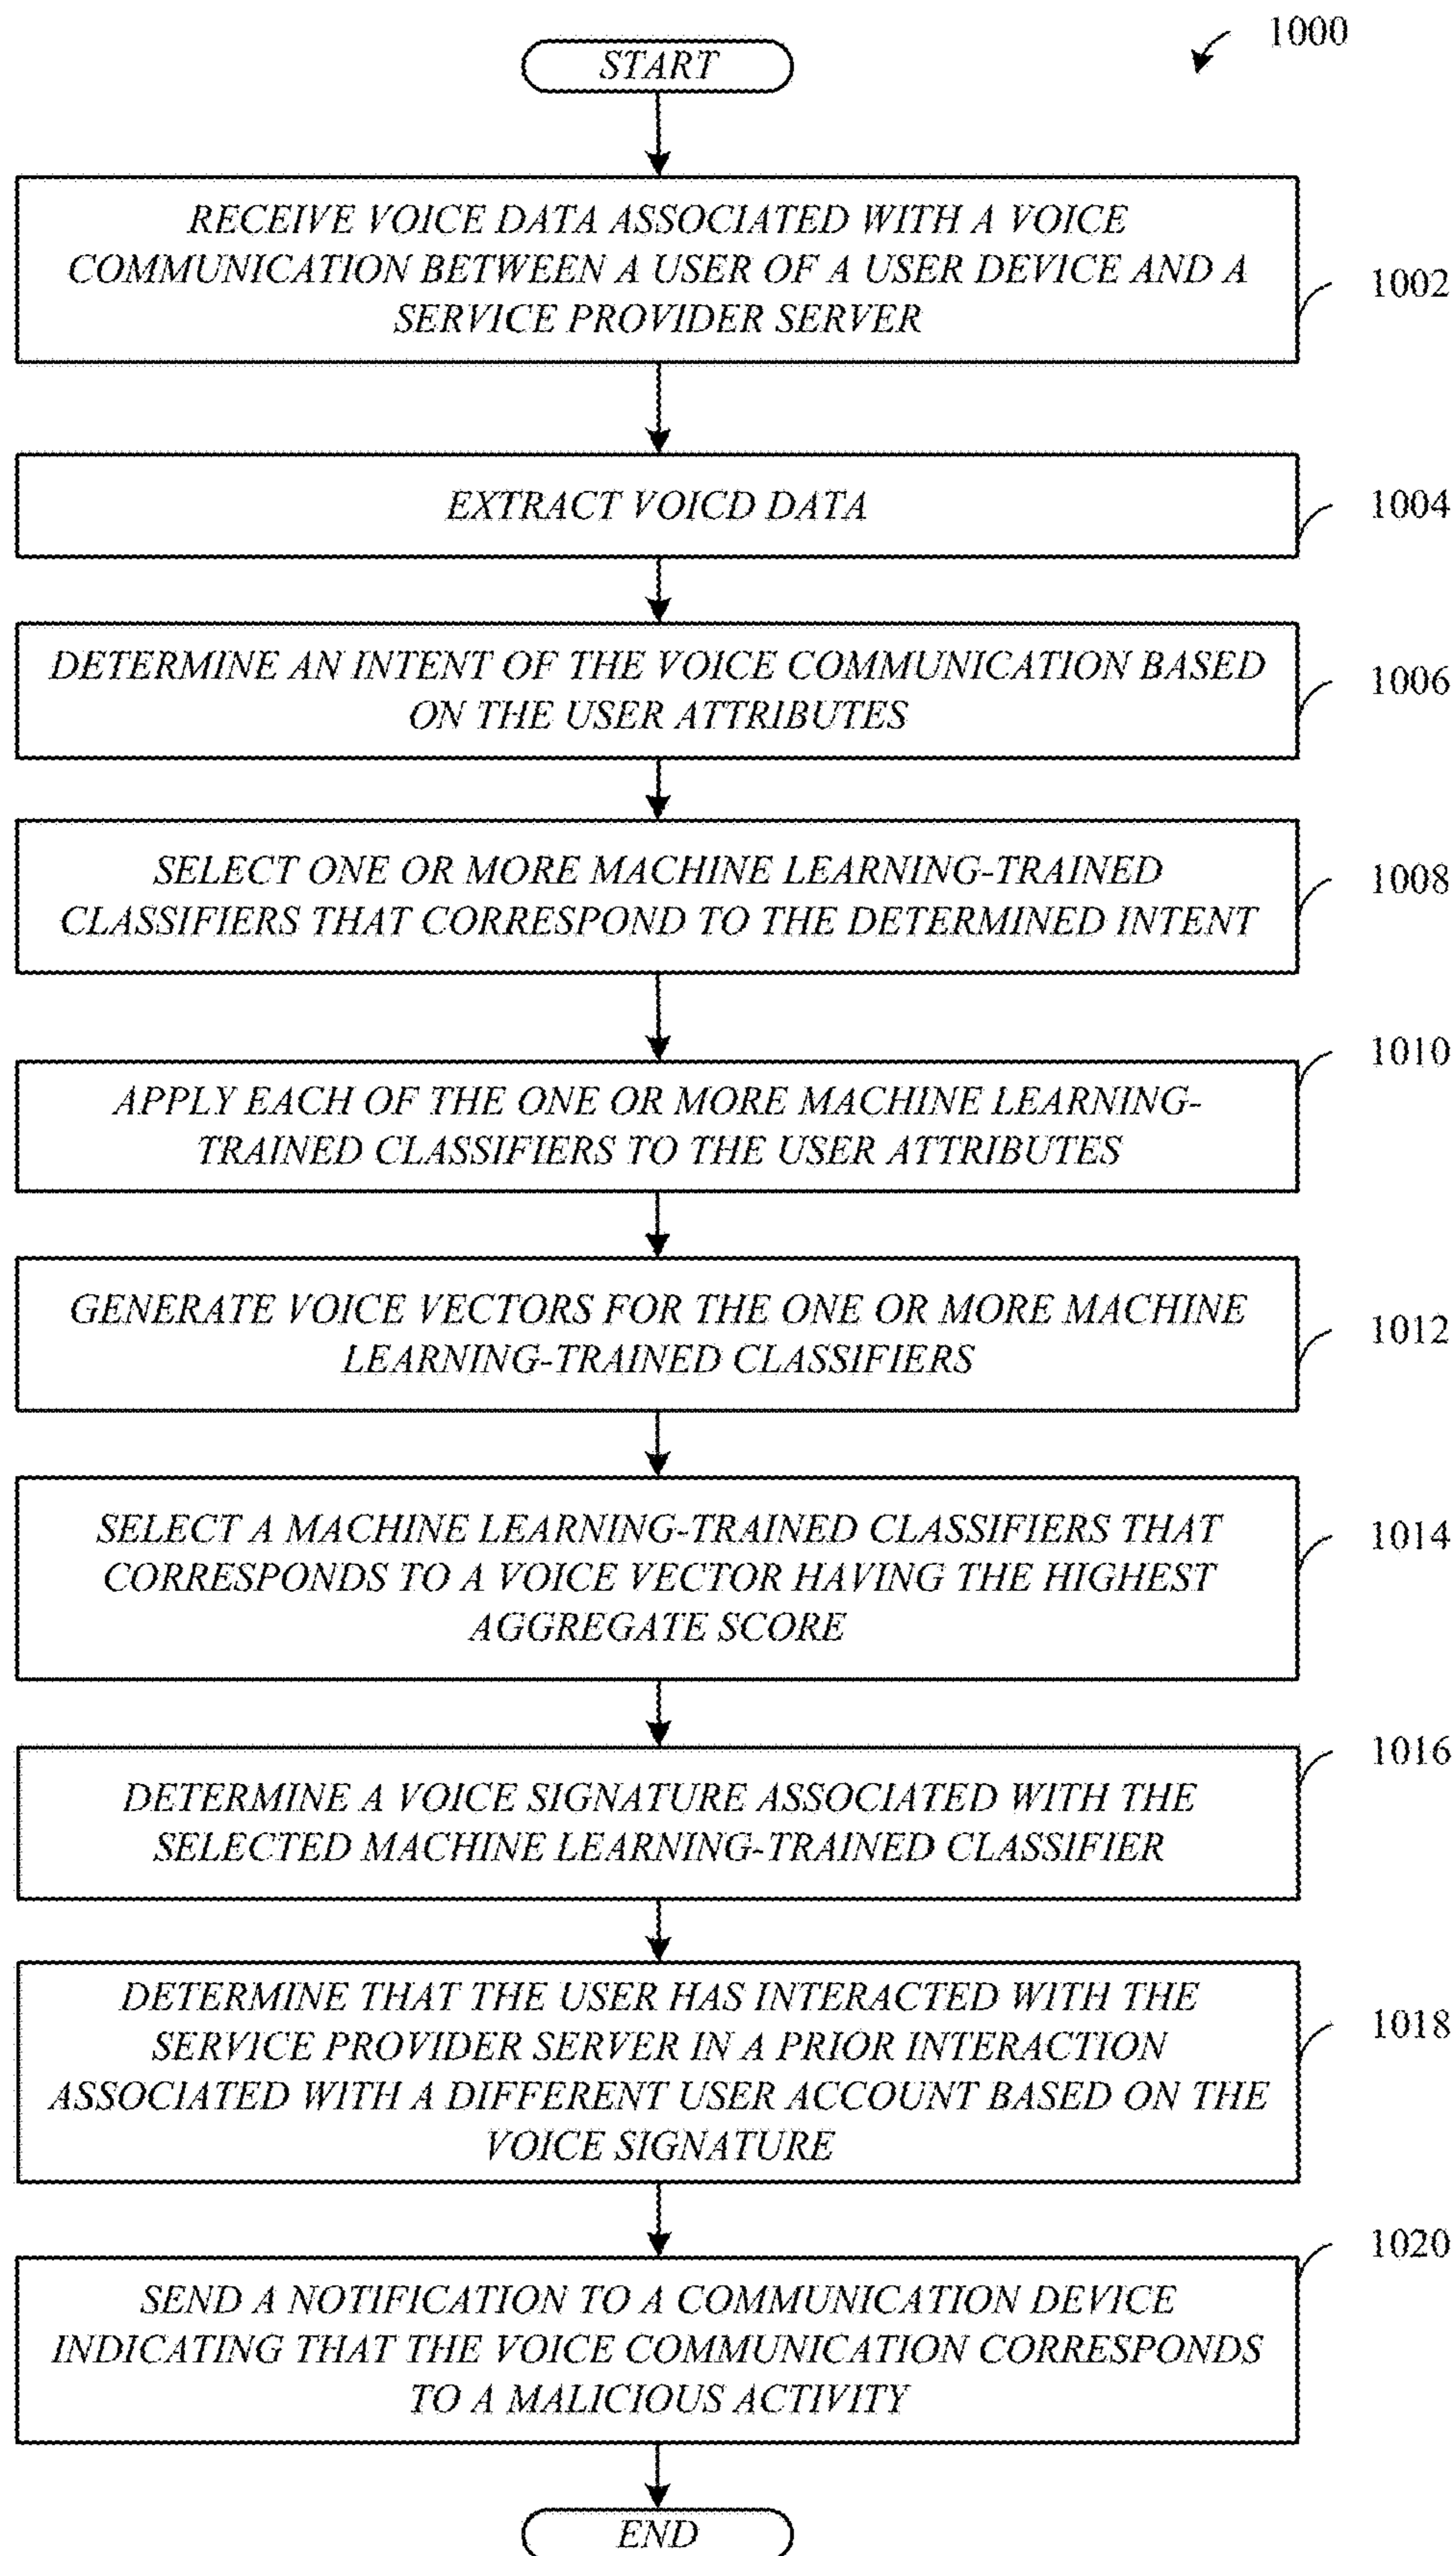 1000
START
RECEIVE VOICE DATA ASSOCIATED WITH A VOICE
COMMUNICATION BETWEEN A USER OF A USER DEVICE AND A
SERVICE PROVIDER SERVER
1002
EXTRACT VOICD DATA
1004
DETERMINE AN INTENT OF THE VOICE COMMUNICATION BASED
ON THE USER ATTRIBUTES
1006
SELECT ONE OR MORE MACHINE LEARNING-TRAINED
CLASSIFIERS THAT CORRESPOND TO THE DETERMINED INTENT
1008
APPLY EACH OF THE ONE OR MORE MACHINE LEARNING-
TRAINED CLASSIFIERS TO THE USER ATTRIBUTES
1010
GENERATE VOICE VECTORS FOR THE ONE OR MORE MACHINE
LEARNING-TRAINED CLASSIFIERS
1012
SELECT A MACHINE LEARNING-TRAINED CLASSIFIERS THAT
CORRESPONDS TO A VOICE VECTOR HAVING THE HIGHEST
AGGREGATE SCORE
1014
DETERMINE A VOICE SIGNATURE ASSOCIATED WITH THE
SELECTED MACHINE LEARNING-TRAINED CLASSIFIER
1016
DETERMINE THAT THE USER HAS INTERACTED WITH THE
SERVICE PROVIDER SERVER IN A PRIOR INTERACTION
ASSOCIATED WITH A DIFFERENT USER ACCOUNT BASED ON THE
VOICE SIGNATURE
1018
SEND A NOTIFICATION TO A COMMUNICATION DEVICE
INDICATING THAT THE VOICE COMMUNICATION CORRESPONDS
TO A MALICIOUS ACTIVITY
1020
END